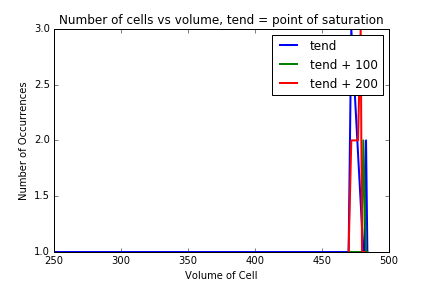 Number of cells vs volume, tend = point of saturation
3.0
2.5
2.0
1.5
1.0
Number of Occurrences
tend
tend + 100
tend + 200
250
300
350
400
450
500
Volume of Cell